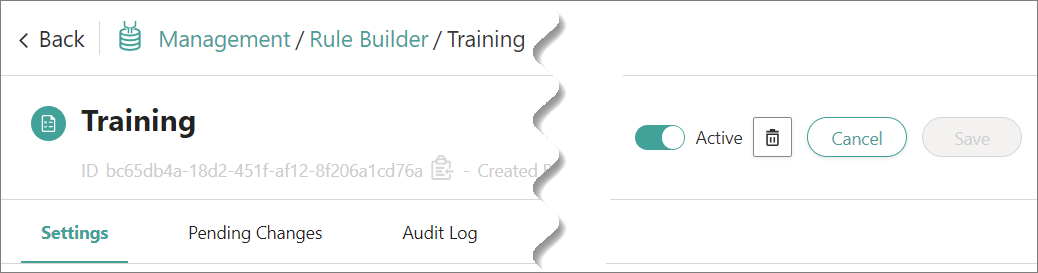 Back Management / Rule Builder / Training
Training
Active Cancel Save
ID bc65db4a-18d2-451f-af12-8f206a1cd76a - Created
Settings Pending Changes Audit Log